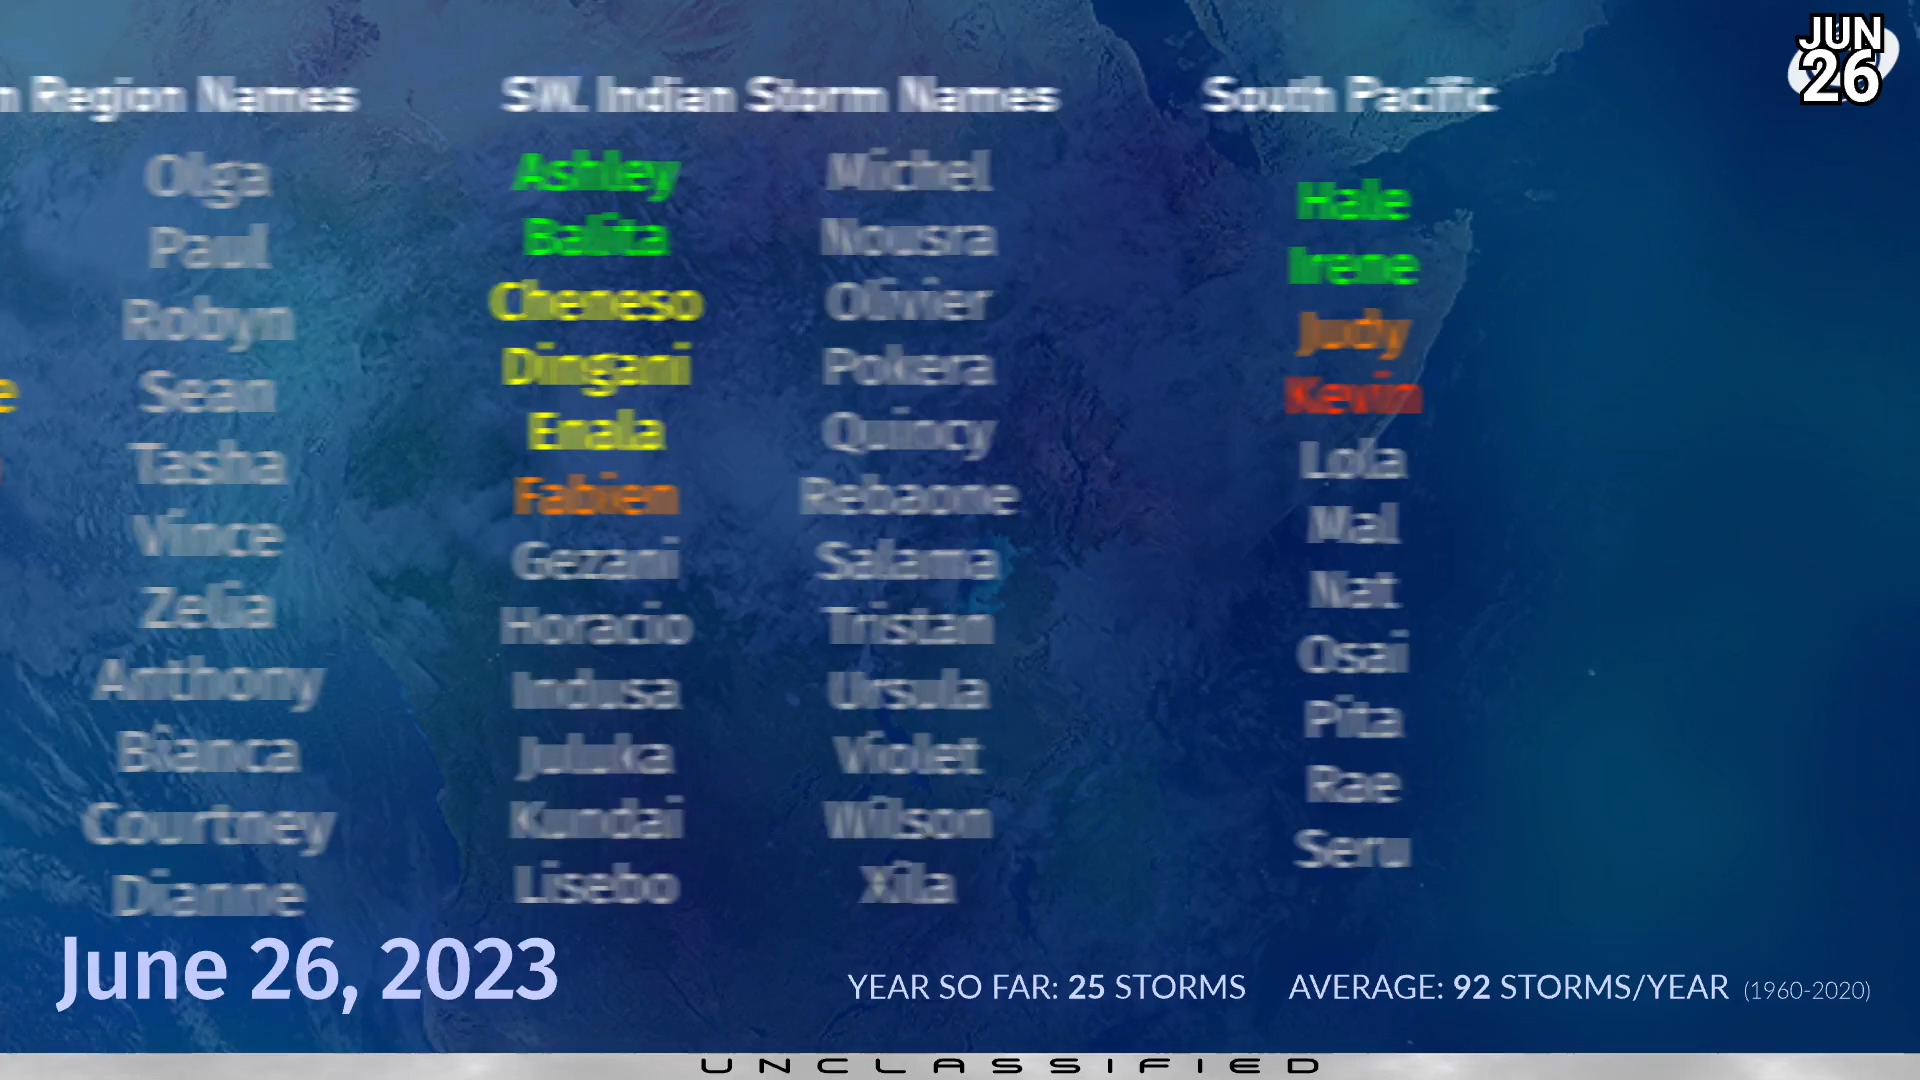 JUN
26
n Region Names
Olga
Paul
Robyn
Sean
Tasha
Vince
Zelia
Anthony
Bianca
Courtney
Dianne
e
SW. Indian Storm Names
Ashley
Balita
Cheneso
Dingani
Enala
Fabien
Gezani
Horacio
Indusa
Juluka
Kundai
Lisebo
Michel
Nousra
Olivier
Pokera
Quincy
Rebaone
Salama
Tristan
Ursula
Violet
Wilson
Xila
South Pacific
Hale
Irene
Judy
Kevin
Lola
Mal
Nat
Osai
Pita
Rae
Seru
June 26, 2023
YEAR SO FAR: 25 STORMS
AVERAGE: 92 STORMS/YEAR (1960-2020)
UNCLASSIFIED